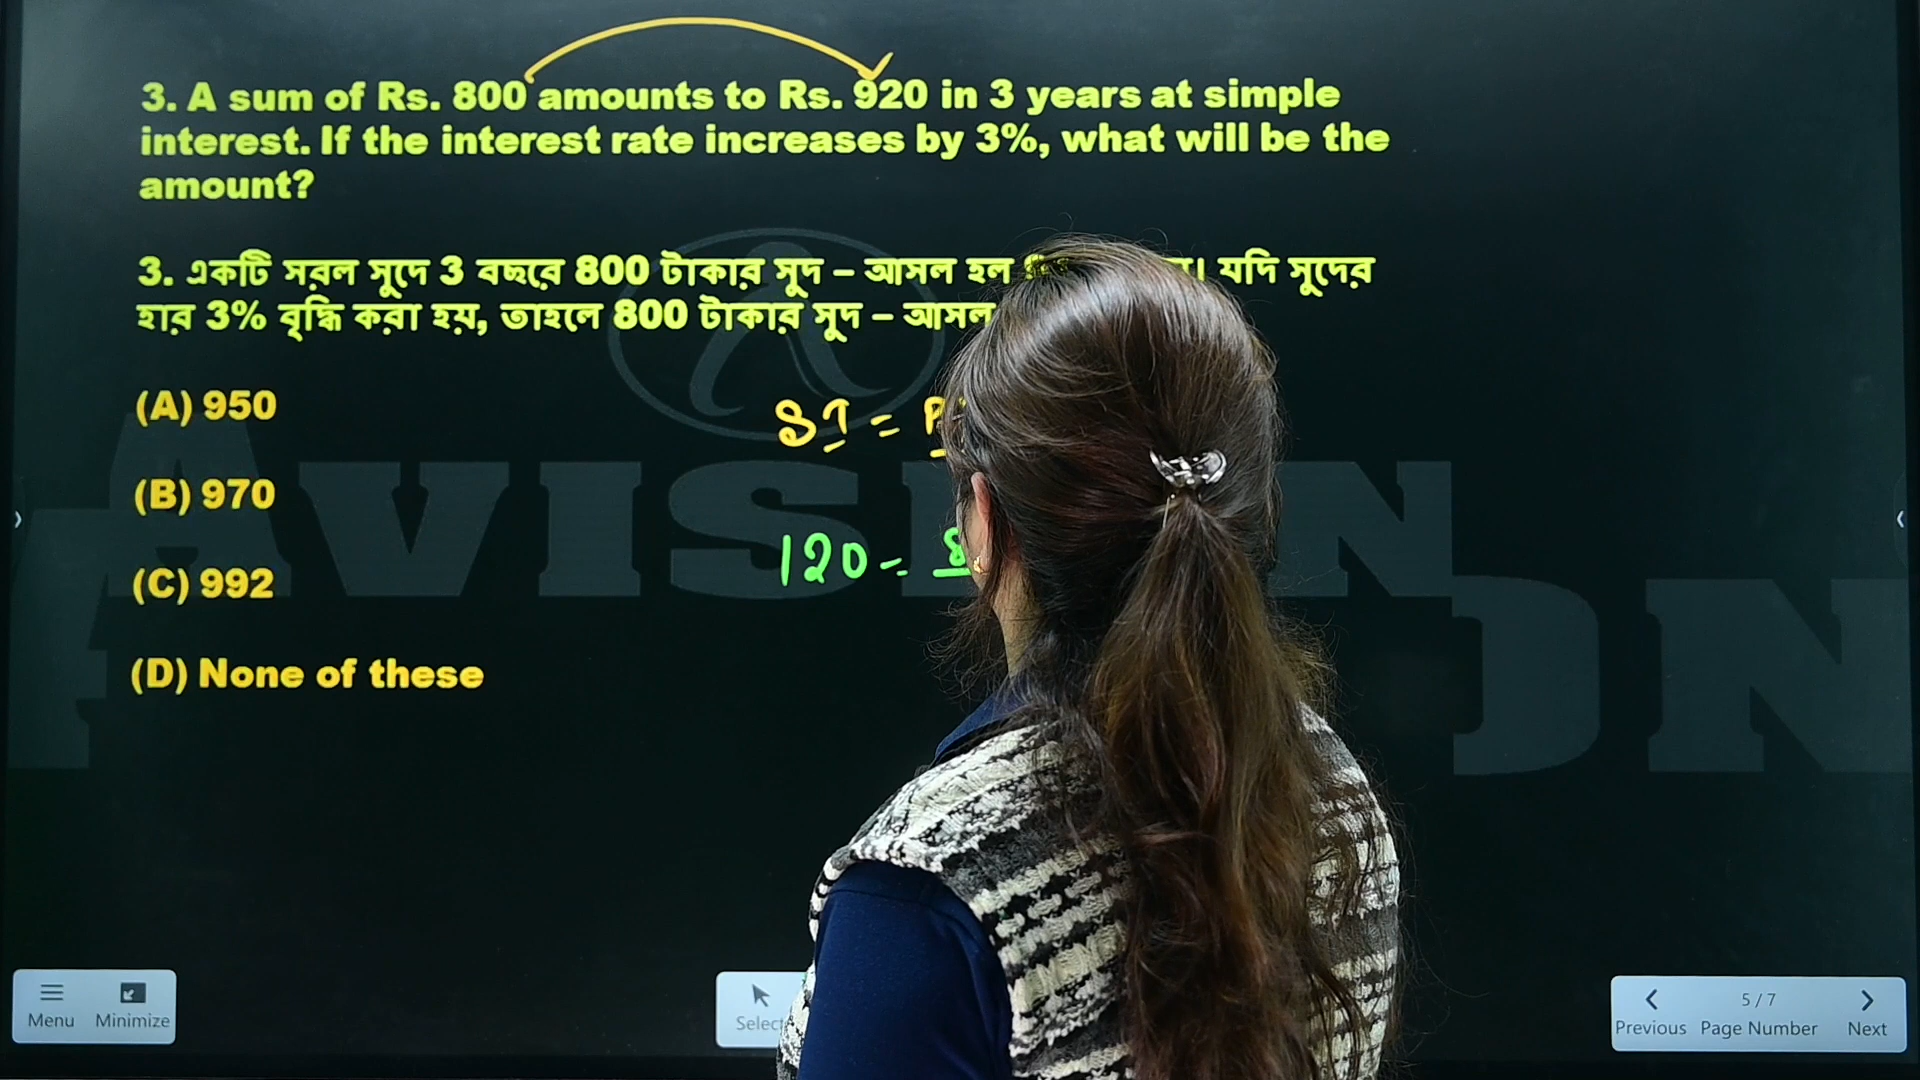 3. A sum of Rs. 800 amounts to Rs. 920 in 3 years at simple
interest. If the interest rate increases by 3%, what will be the
amount?
3. একটি সরল সুদে 3 বছরে 800 টাকার সুদ – আসল হল
। যদি সুদের
হার 3% বৃদ্ধি করা হয়, তাহলে 800 টাকার সুদ – আসল
(A) 950
(B) 970
(C) 992
(D) None of these
SI = P
120 = 8
Menu
Minimize
Select
Previous
5 / 7
Page Number
Next